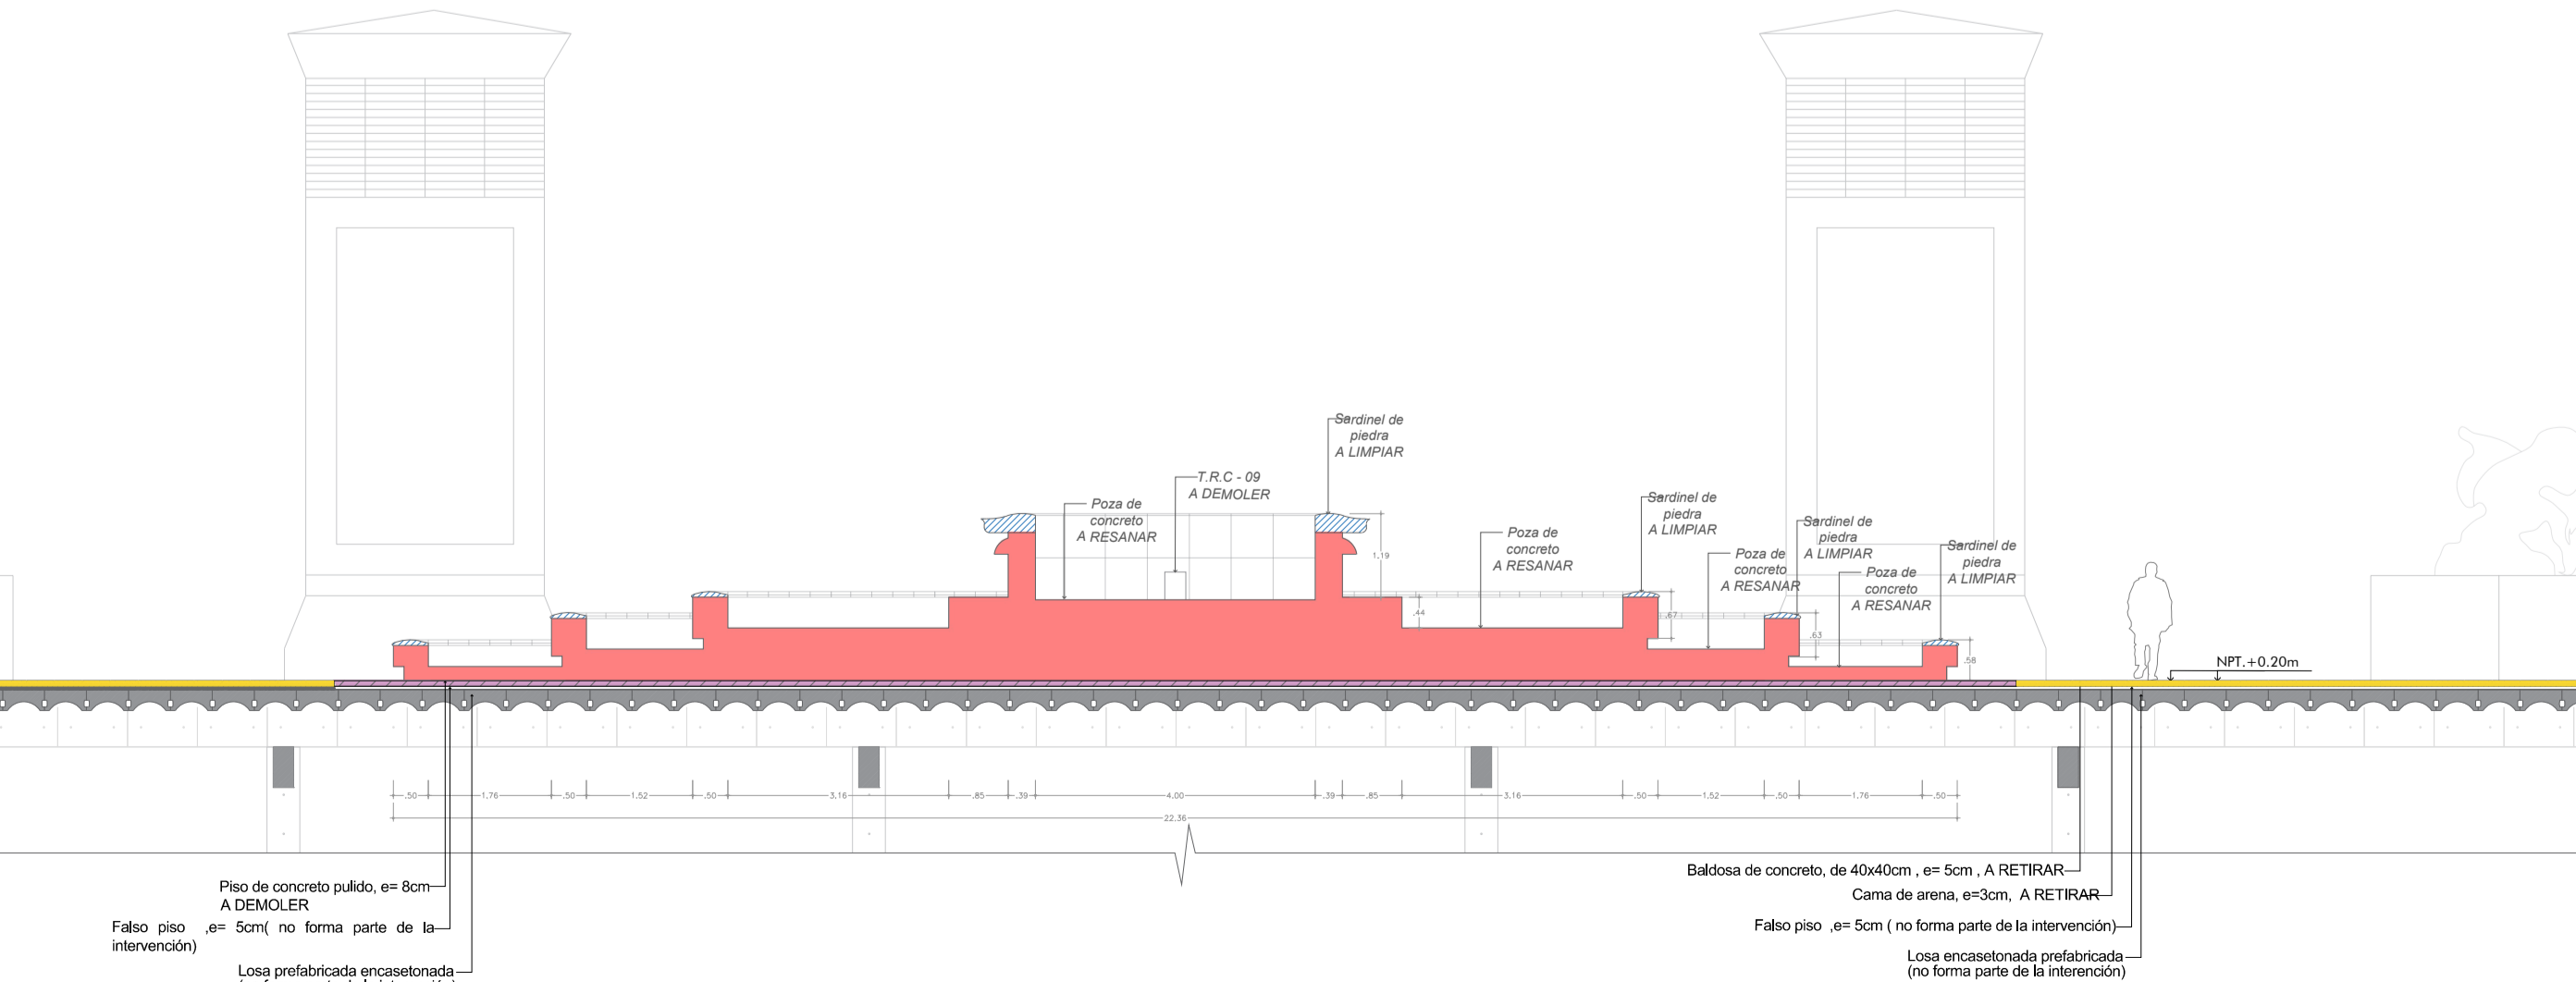 Sardinel de
piedra
A LIMPIAR
T.R.C - 09
A DEMOLER
Poza de
concreto
A RESANAR
Poza de
concreto
A RESANAR
Sardinel de
piedra
A LIMPIAR
Poza de
concreto
A RESANAR
Sardinel de
piedra
A LIMPIAR
Poza de
concreto
A RESANAR
Sardinel de
piedra
A LIMPIAR
1.19
.44
.67
.63
.58
NPT.+0.20m
.50 1.76 .50 1.52 .50 3.16 .85 .39 4.00 .39 .85 3.16 .50 1.52 .50 1.76 .50
22.36
Piso de concreto pulido, e= 8cm
A DEMOLER
Falso piso ,e= 5cm( no forma parte de la
intervención)
Losa prefabricada encasetonada
(no forma parte de la intervención)
Baldosa de concreto, de 40x40cm , e= 5cm , A RETIRAR
Cama de arena, e=3cm, A RETIRAR
Falso piso ,e= 5cm ( no forma parte de la intervención)
Losa encasetonada prefabricada
(no forma parte de la interención)